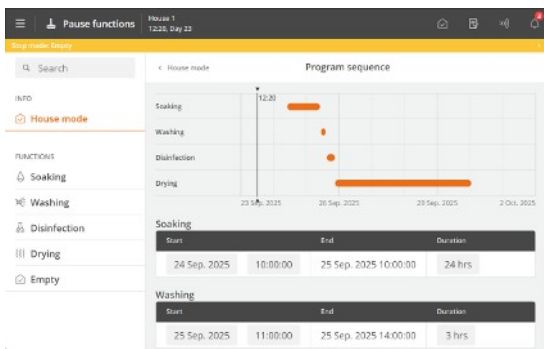 Pause functions
House 1
12:20, Day 23
Stop mode: Empty
Search
INFO
House mode
FUNCTIONS
Soaking
Washing
Disinfection
Drying
Empty
House mode
Program sequence
12:20
Soaking
Washing
Disinfection
Drying
23 Sep. 2025 26 Sep. 2025 29 Sep. 2025 2 Oct. 2025
Soaking
Start End Duration
24 Sep. 2025 10:00:00 25 Sep. 2025 10:00:00 24 hrs
Washing
Start End Duration
25 Sep. 2025 11:00:00 25 Sep. 2025 14:00:00 3 hrs